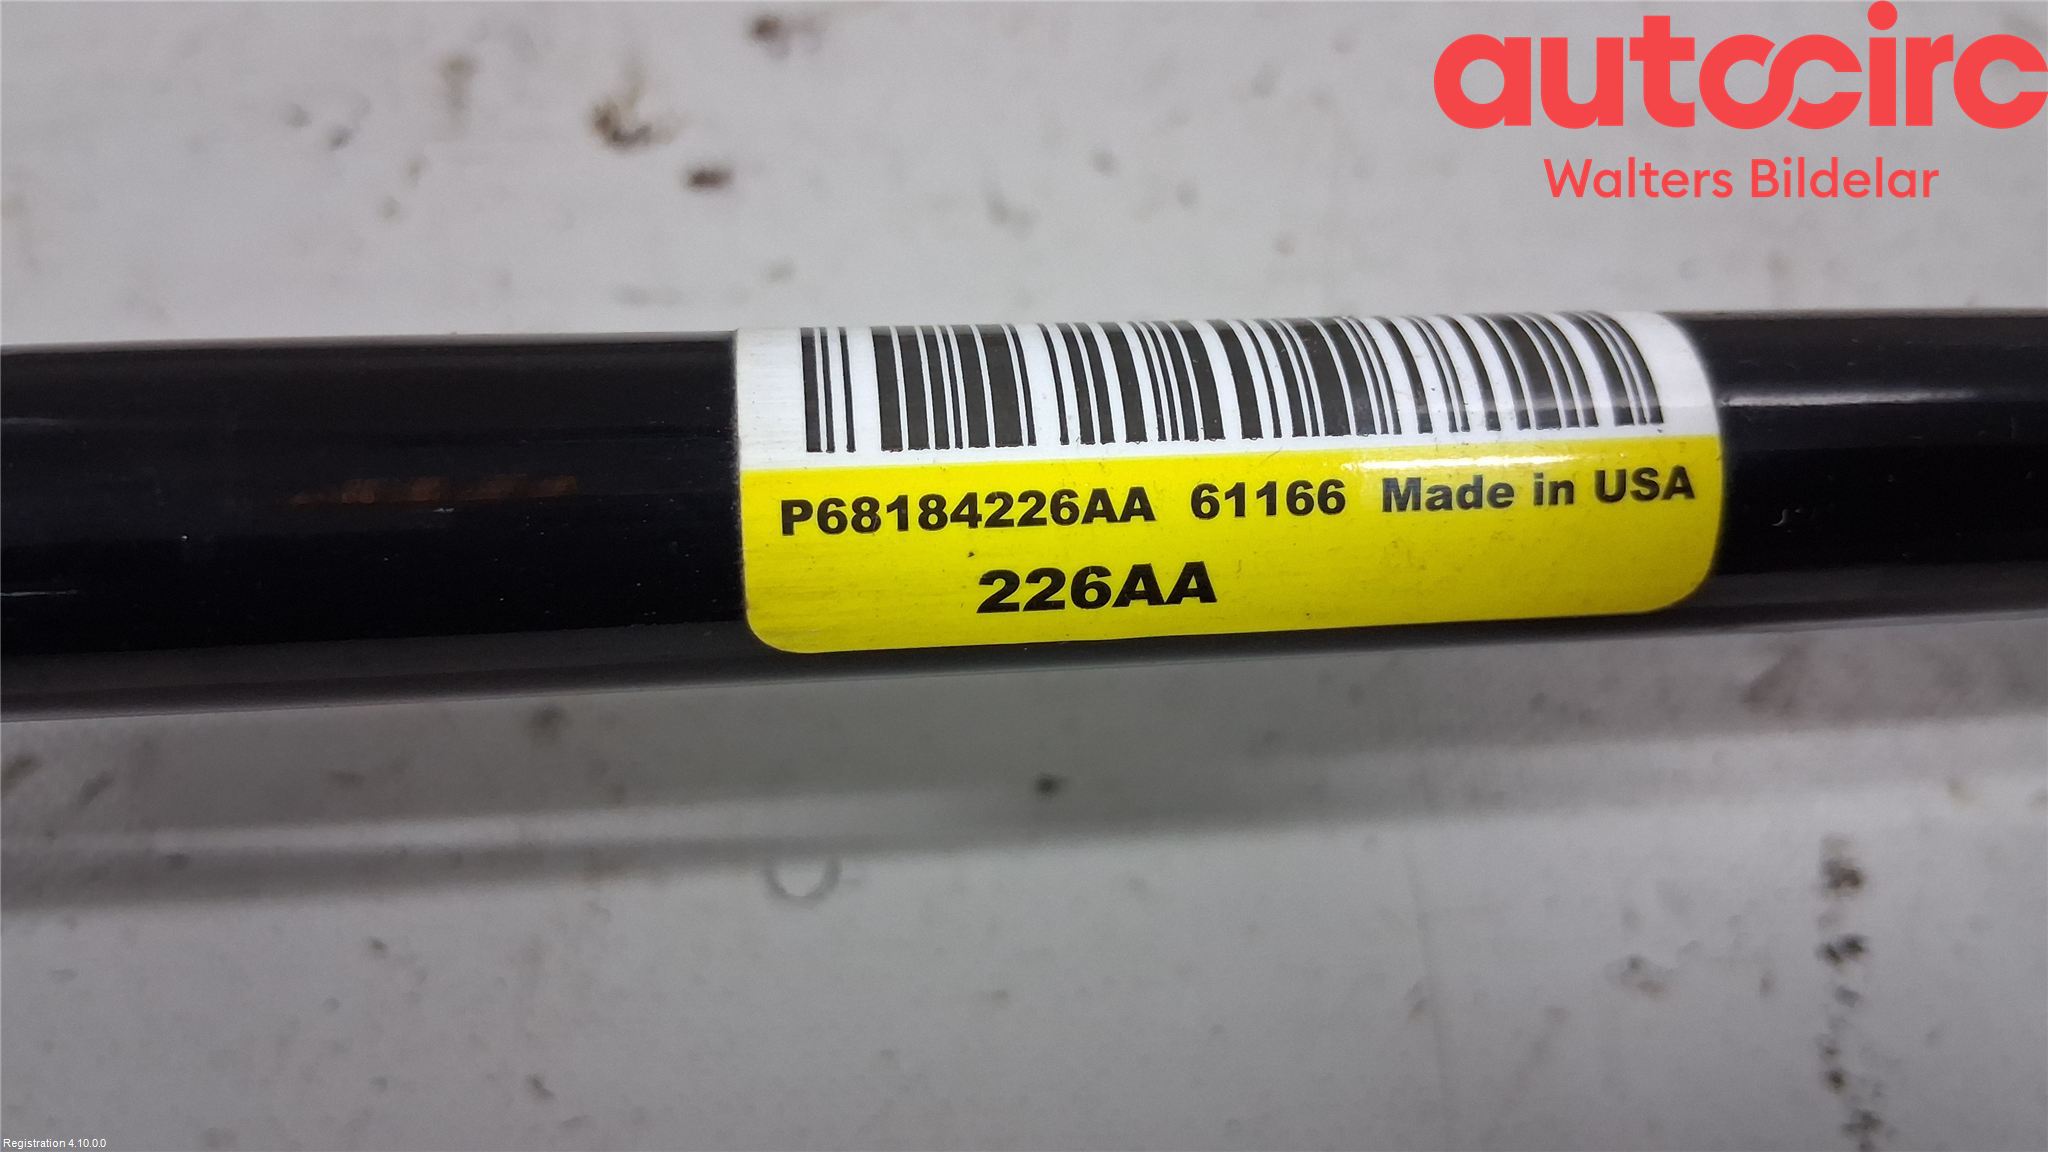 autocirc
Walters Bildelar
P68184226AA 61166 Made in USA
226AA
Registration 4.10.0.0